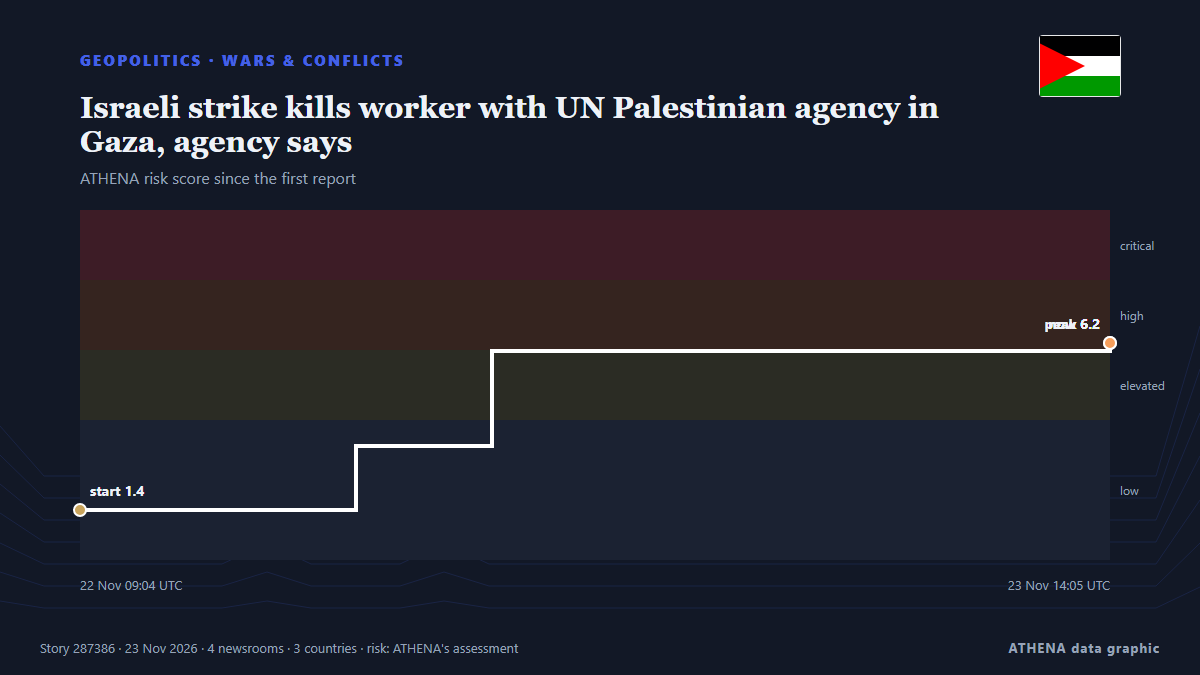 GEOPOLITICS · WARS & CONFLICTS
Israeli strike kills worker with UN Palestinian agency in
Gaza, agency says
ATHENA risk score since the first report
critical
high
elevated
low
6.2
start 1.4
22 Nov 09:04 UTC
23 Nov 14:05 UTC
Story 287386 · 23 Nov 2026 · 4 newsrooms · 3 countries · risk: ATHENA's assessment
ATHENA data graphic